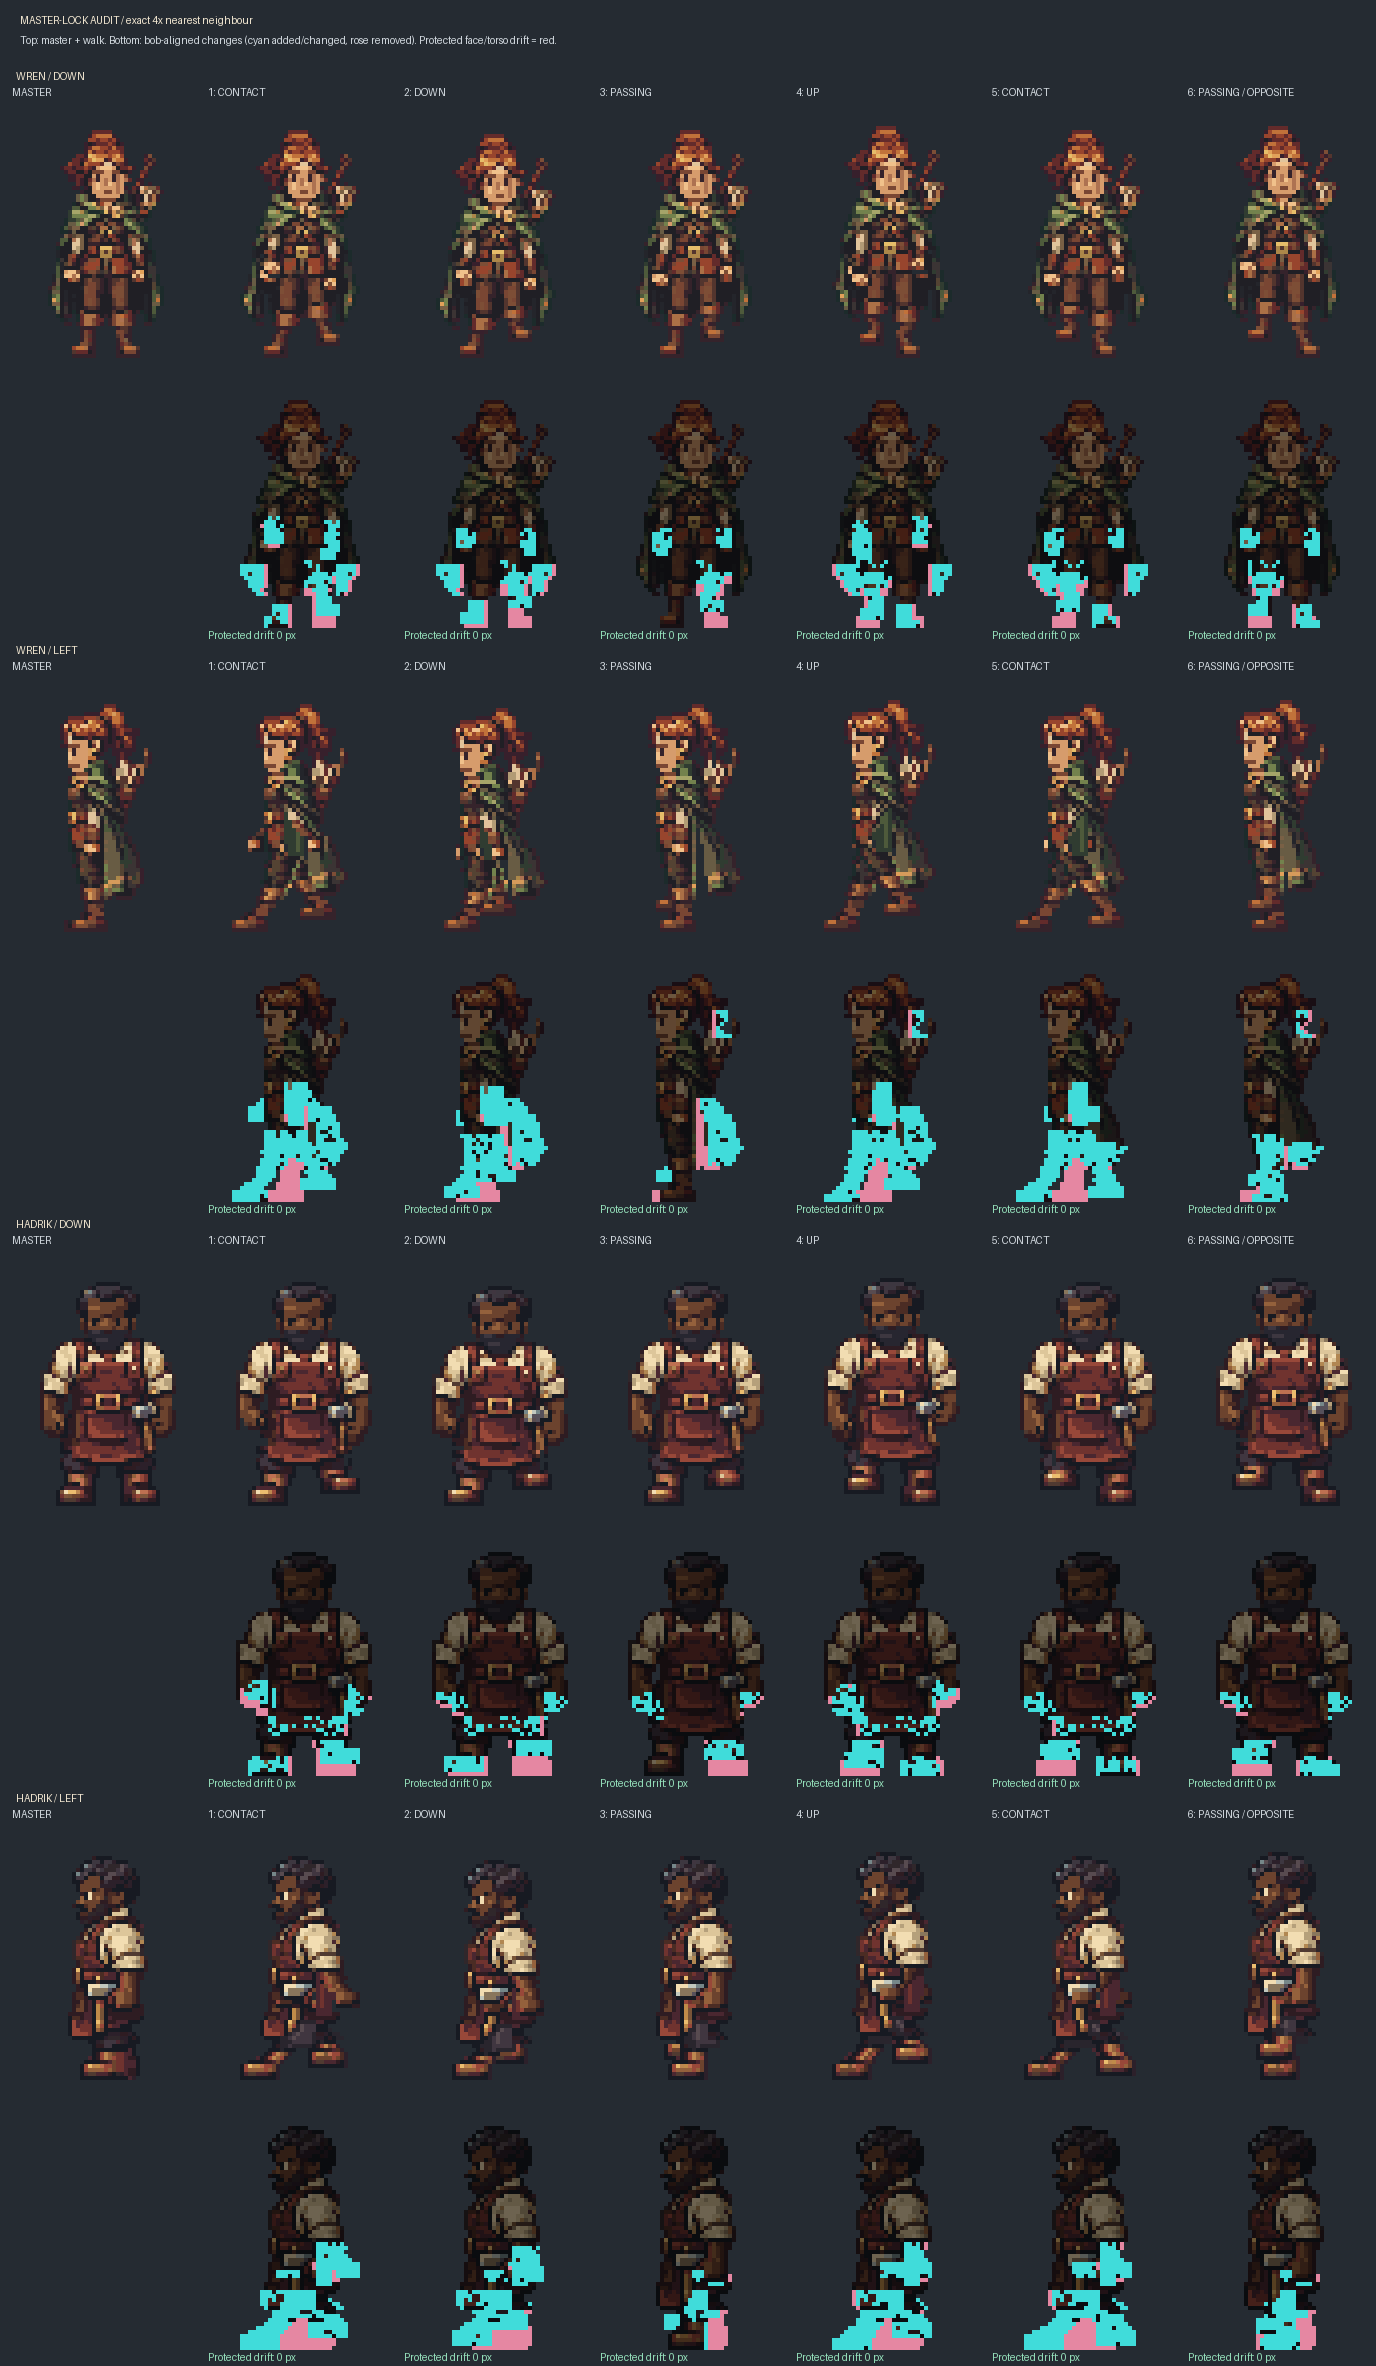 MASTER-LOCK AUDIT / exact 4x nearest neighbour
Top: master + walk. Bottom: bob-aligned changes (cyan added/changed, rose removed). Protected face/torso drift = red.
WREN / DOWN
MASTER 1: CONTACT 2: DOWN 3: PASSING 4: UP 5: CONTACT 6: PASSING / OPPOSITE
Protected drift 0 px Protected drift 0 px Protected drift 0 px Protected drift 0 px Protected drift 0 px Protected drift 0 px
WREN / LEFT
MASTER 1: CONTACT 2: DOWN 3: PASSING 4: UP 5: CONTACT 6: PASSING / OPPOSITE
Protected drift 0 px Protected drift 0 px Protected drift 0 px Protected drift 0 px Protected drift 0 px Protected drift 0 px
HADRIK / DOWN
MASTER 1: CONTACT 2: DOWN 3: PASSING 4: UP 5: CONTACT 6: PASSING / OPPOSITE
Protected drift 0 px Protected drift 0 px Protected drift 0 px Protected drift 0 px Protected drift 0 px Protected drift 0 px
HADRIK / LEFT
MASTER 1: CONTACT 2: DOWN 3: PASSING 4: UP 5: CONTACT 6: PASSING / OPPOSITE
Protected drift 0 px Protected drift 0 px Protected drift 0 px Protected drift 0 px Protected drift 0 px Protected drift 0 px